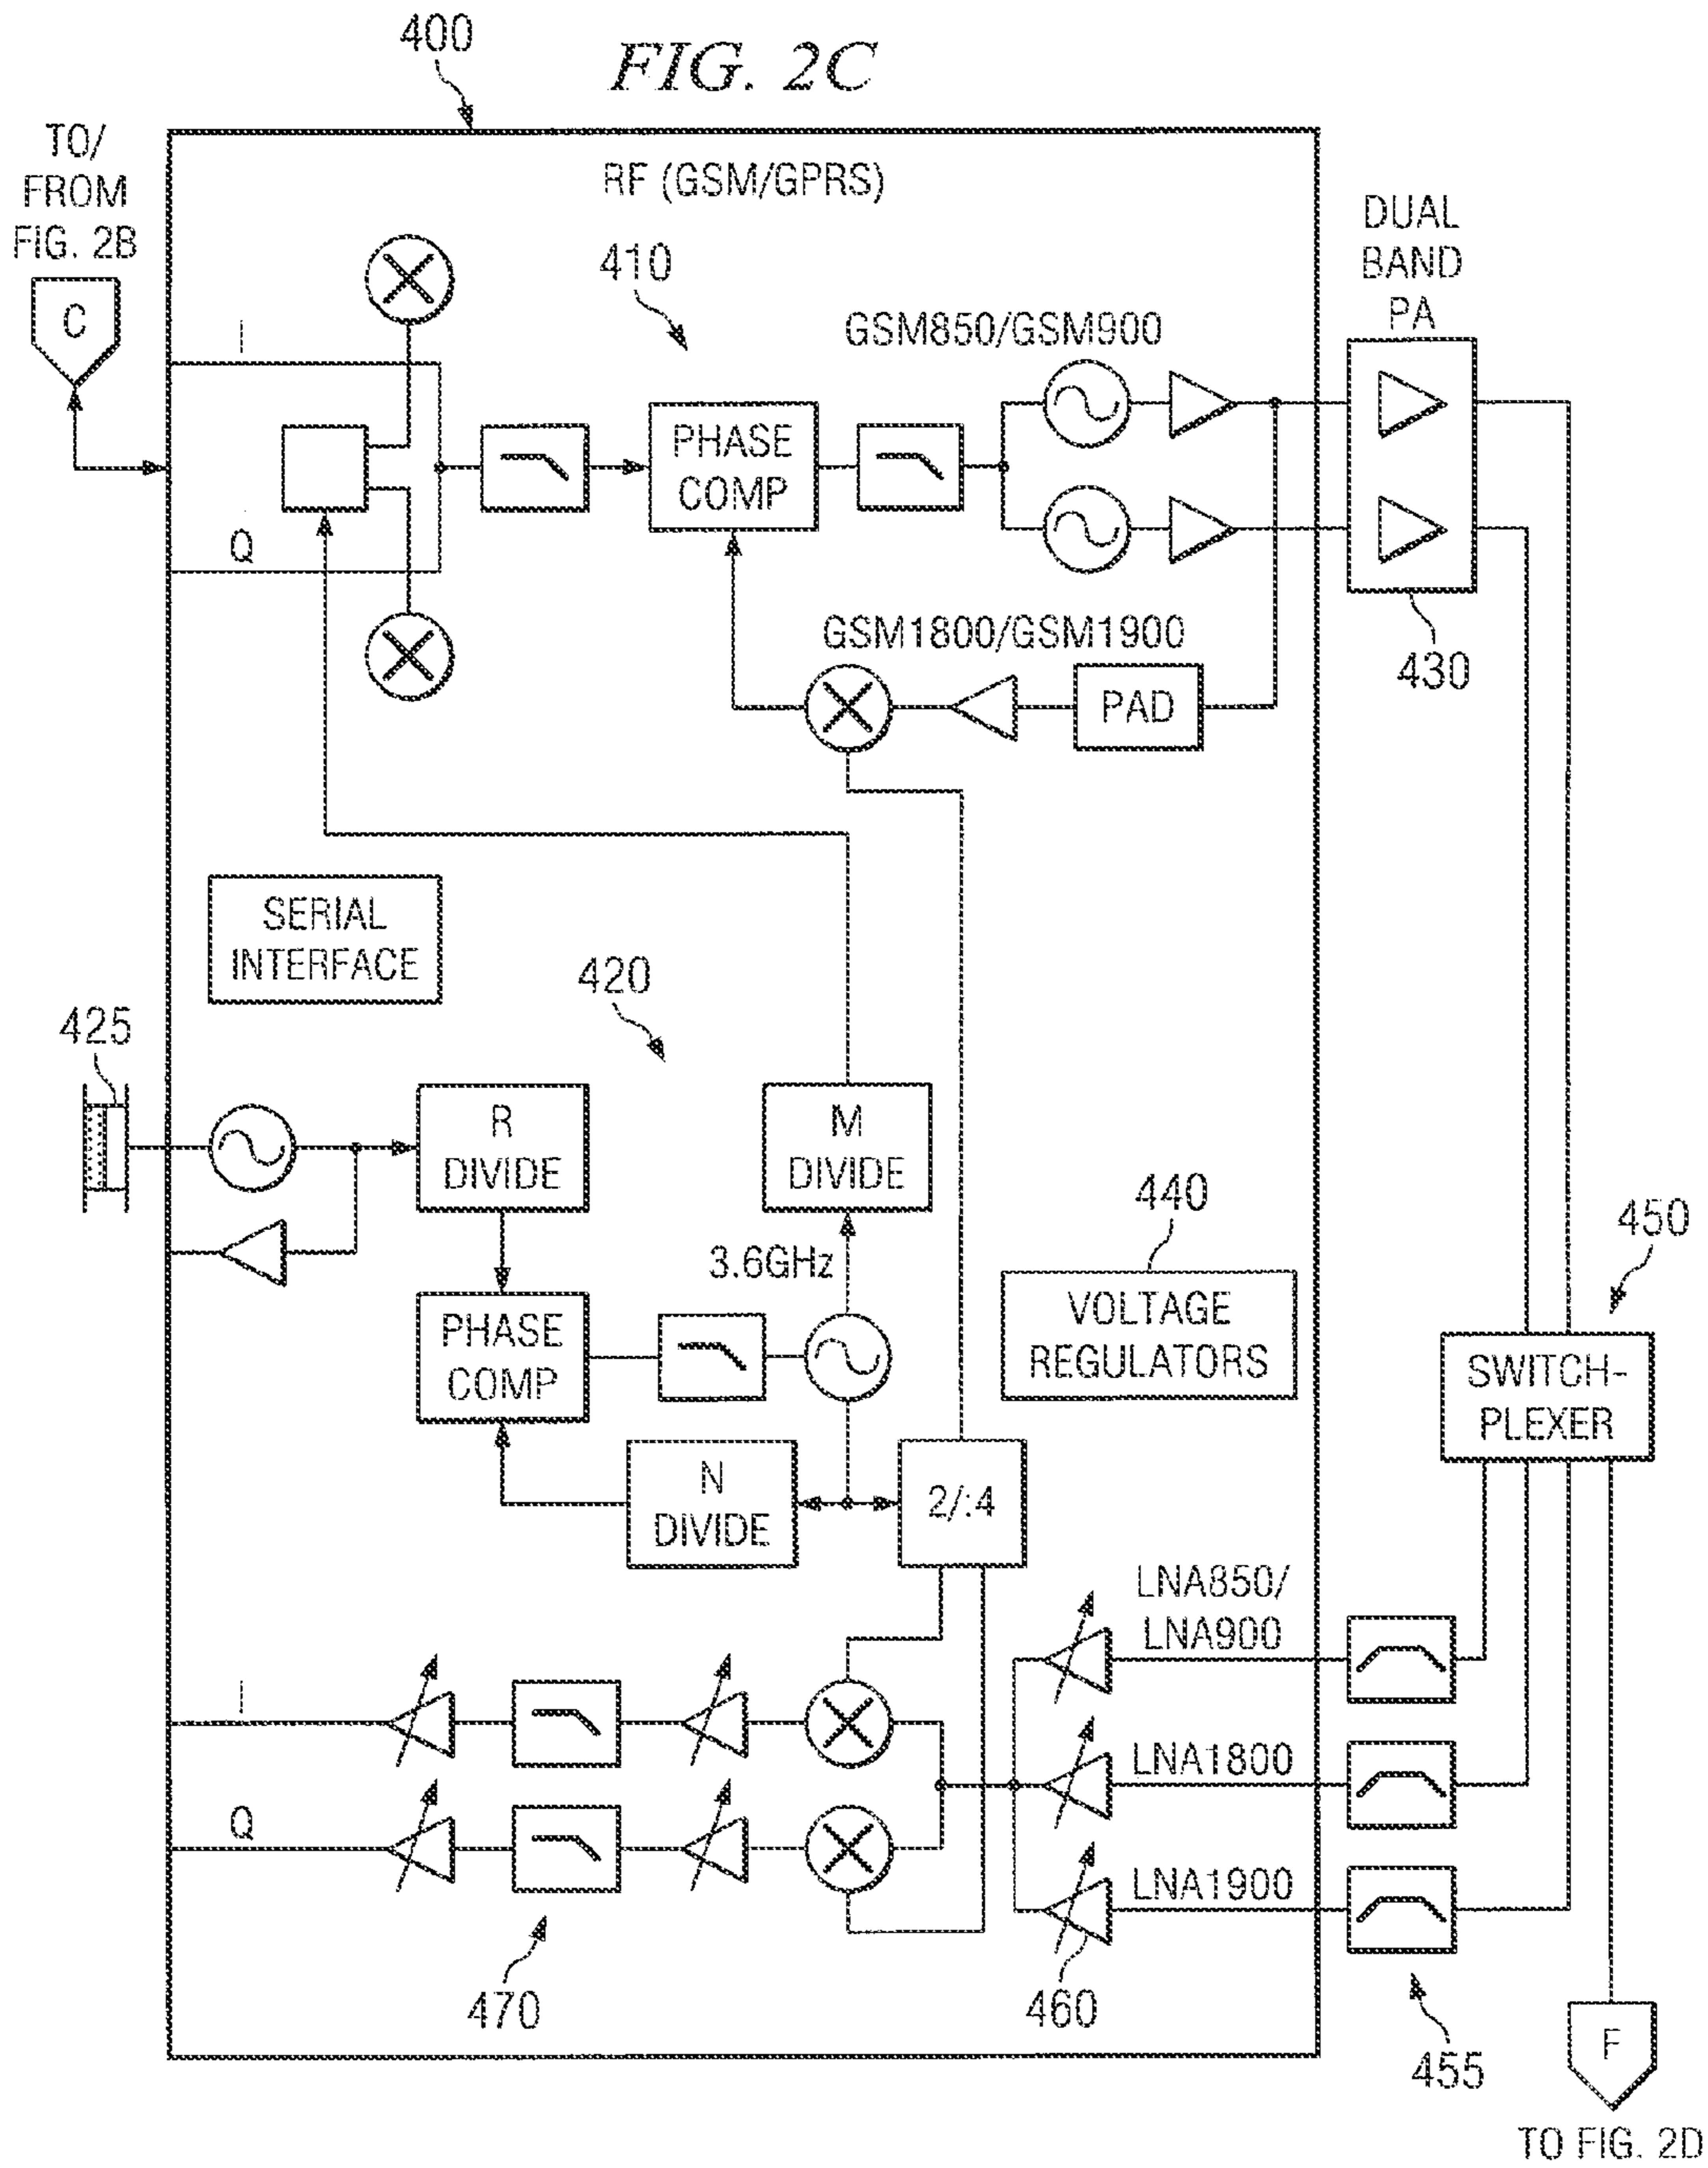 400
FIG. 2C
TO/
FROM
FIG. 2B
C
RF (GSM/GPRS)
410
DUAL
BAND
PA
I
GSM850/GSM900
PHASE
COMP
Q
GSM1800/GSM1900
430
PAD
SERIAL
INTERFACE
420
425
R
DIVIDE
M
DIVIDE
440
450
3.6GHz
VOLTAGE
REGULATORS
PHASE
COMP
SWITCH-
PLEXER
N
DIVIDE
2/:4
LNA850/
LNA900
I
LNA1800
Q
LNA1900
470
460
455
F
TO FIG. 2D